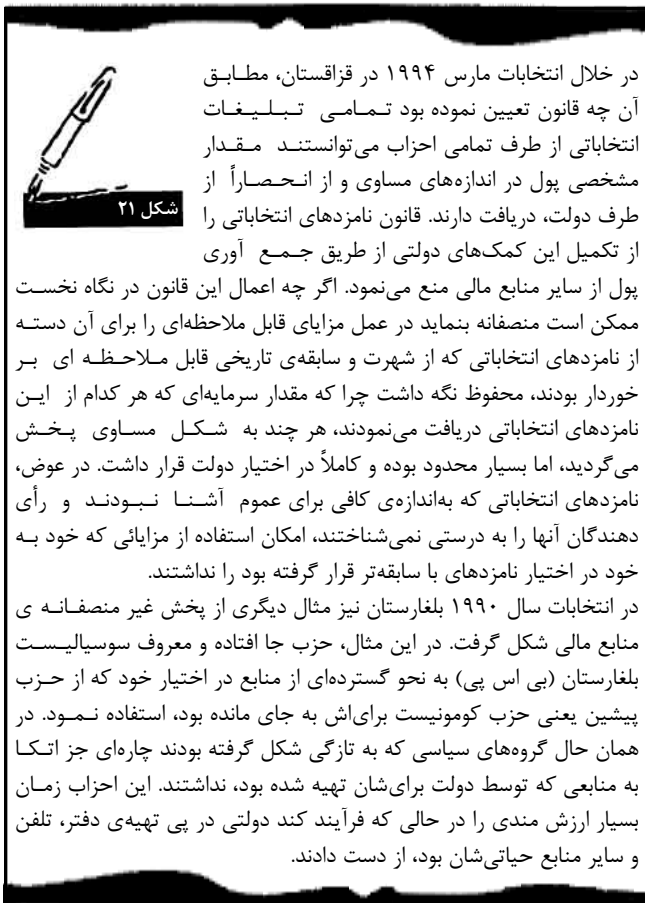 در خلال انتخابات مارس ۱۹۹۴ در قزاقستان، مطابق
آن چه قانون تعیین نموده بود تمامی تبلیغات
انتخاباتی از طرف تمامی احزاب می‌توانستند مقدار
مشخصی پول در اندازه‌های مساوی و از انحصاراً از
طرف دولت، دریافت دارند. قانون نامزدهای انتخاباتی را
از تکمیل این کمک‌های دولتی از طریق جمع آوری
شکل ۲۱
پول از سایر منابع مالی منع می‌نمود. اگر چه اعمال این قانون در نگاه نخست
ممکن است منصفانه بنماید در عمل مزایای قابل ملاحظه‌ای را برای آن دسته
از نامزدهای انتخاباتی که از شهرت و سابقه‌ی تاریخی قابل ملاحظه ای بر
خوردار بودند، محفوظ نگه داشت چرا که مقدار سرمایه‌ای که هر کدام از این
نامزدهای انتخاباتی دریافت می‌نمودند، هر چند به شکل مساوی پخش
می‌گردید، اما بسیار محدود بوده و کاملاً در اختیار دولت قرار داشت. در عوض،
نامزدهای انتخاباتی که به‌اندازه‌ی کافی برای عموم آشنا نبودند و رأی
دهندگان آنها را به درستی نمی‌شناختند، امکان استفاده از مزایائی که خود به
خود در اختیار نامزدهای با سابقه‌تر قرار گرفته بود را نداشتند.
در انتخابات سال ۱۹۹۰ بلغارستان نیز مثال دیگری از پخش غیر منصفانه ی
منابع مالی شکل گرفت. در این مثال، حزب جا افتاده و معروف سوسیالیست
بلغارستان (بی اس پی) به نحو گسترده‌ای از منابع در اختیار خود که از حزب
پیشین یعنی حزب کومونیست برای‌اش به جای مانده بود، استفاده نمود. در
همان حال گروه‌های سیاسی که به تازگی شکل گرفته بودند چاره‌ای جز اتکا
به منابعی که توسط دولت برای‌شان تهیه شده بود، نداشتند. این احزاب زمان
بسیار ارزش مندی را در حالی که فرآیند کند دولتی در پی تهیه‌ی دفتر، تلفن
و سایر منابع حیاتی‌شان بود، از دست دادند.